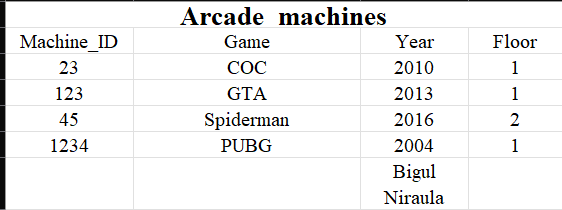 Arcade machines
Machine_ID Game Year Floor
23 COC 2010 1
123 GTA 2013 1
45 Spiderman 2016 2
1234 PUBG 2004 1
Bigul
Niraula